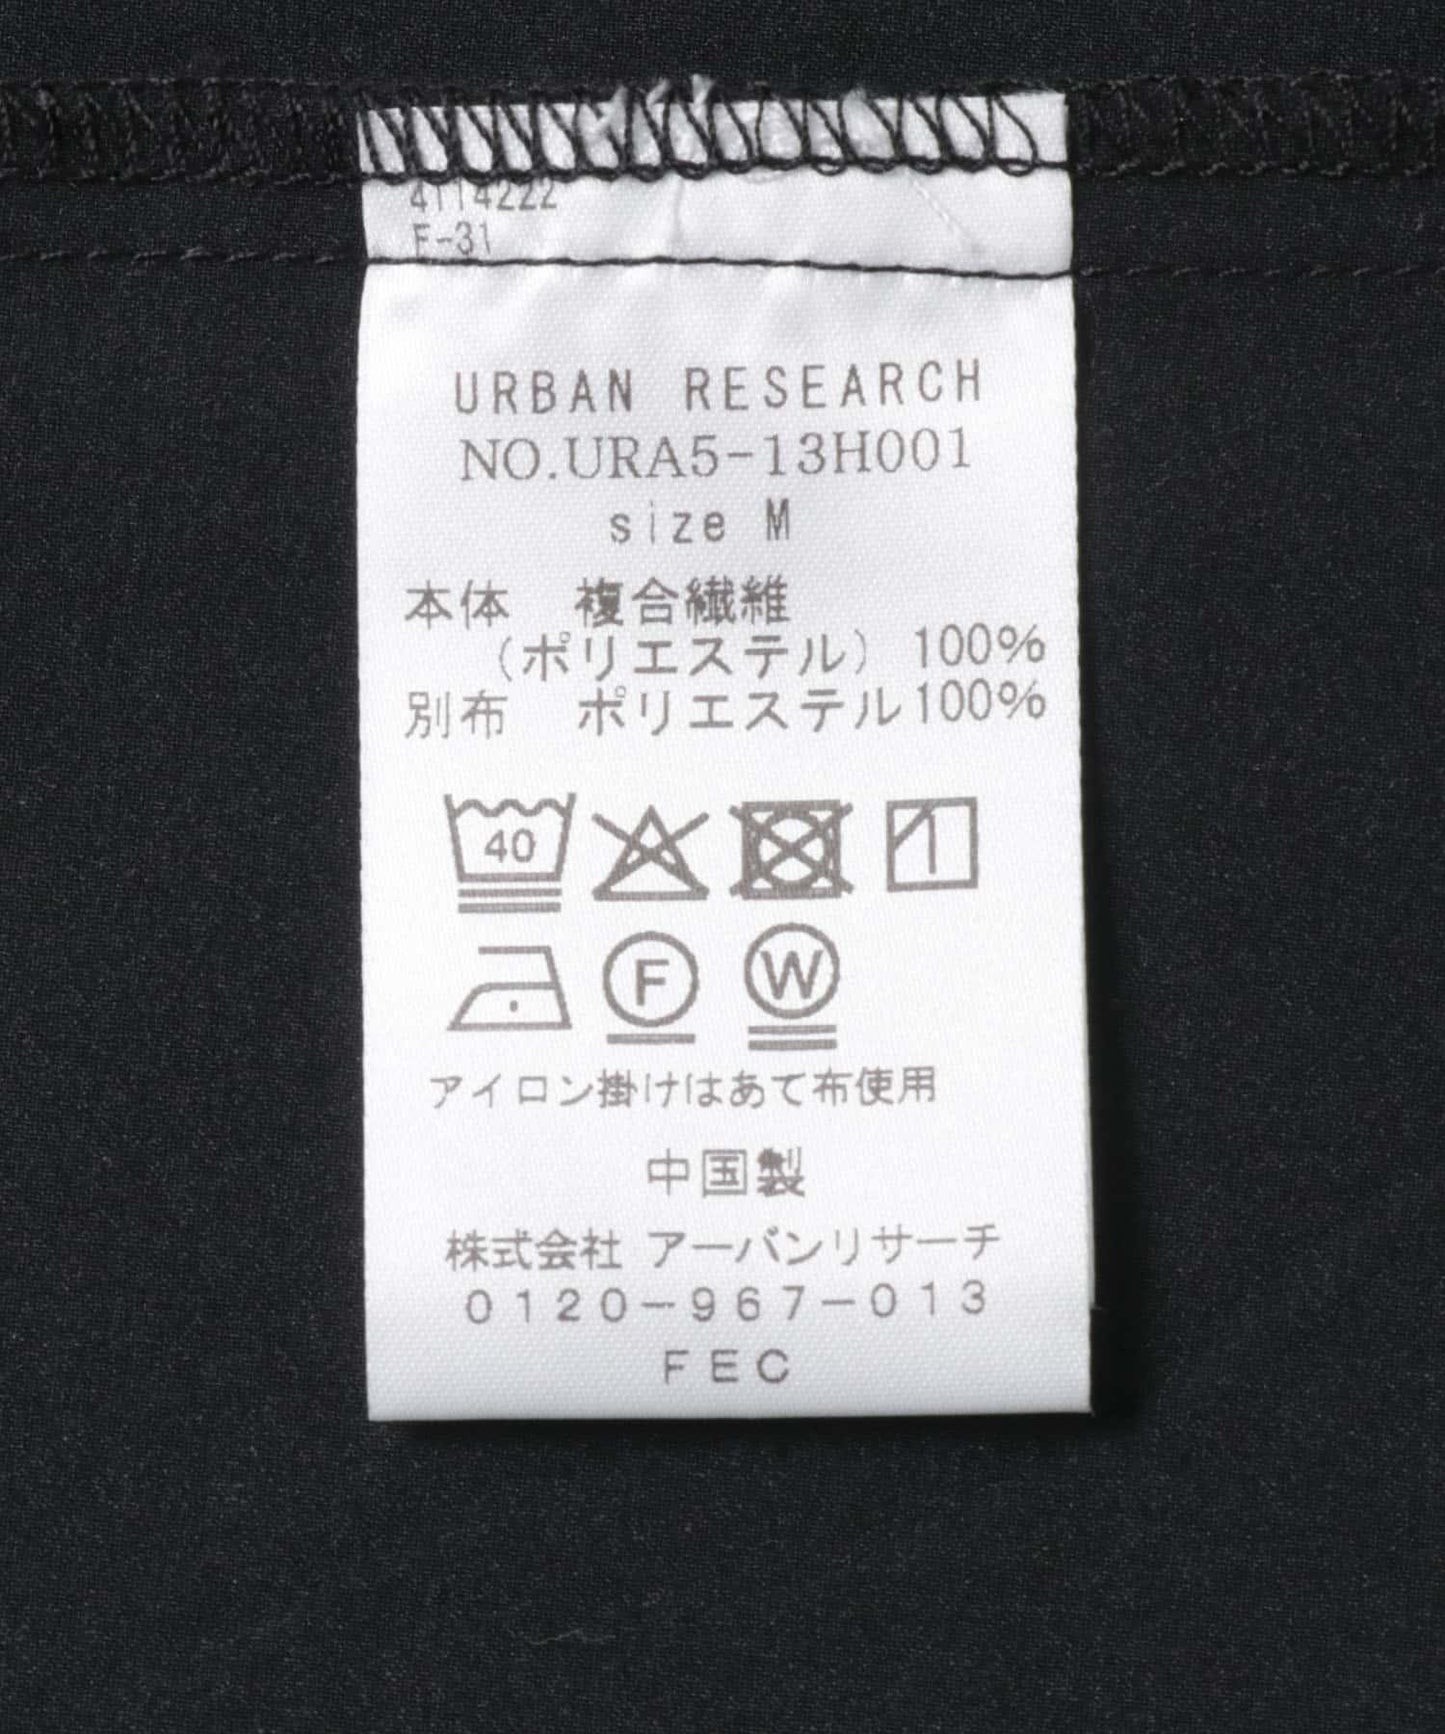 4114222
F-31
URBAN RESEARCH
NO.URA5-13H001
size M
本体 複合繊維
(ポリエステル) 100%
別布 ポリエステル100%
40
F W
アイロン掛けはあて布使用
中国製
株式会社 アーバンリサーチ
0120-967-013
FEC